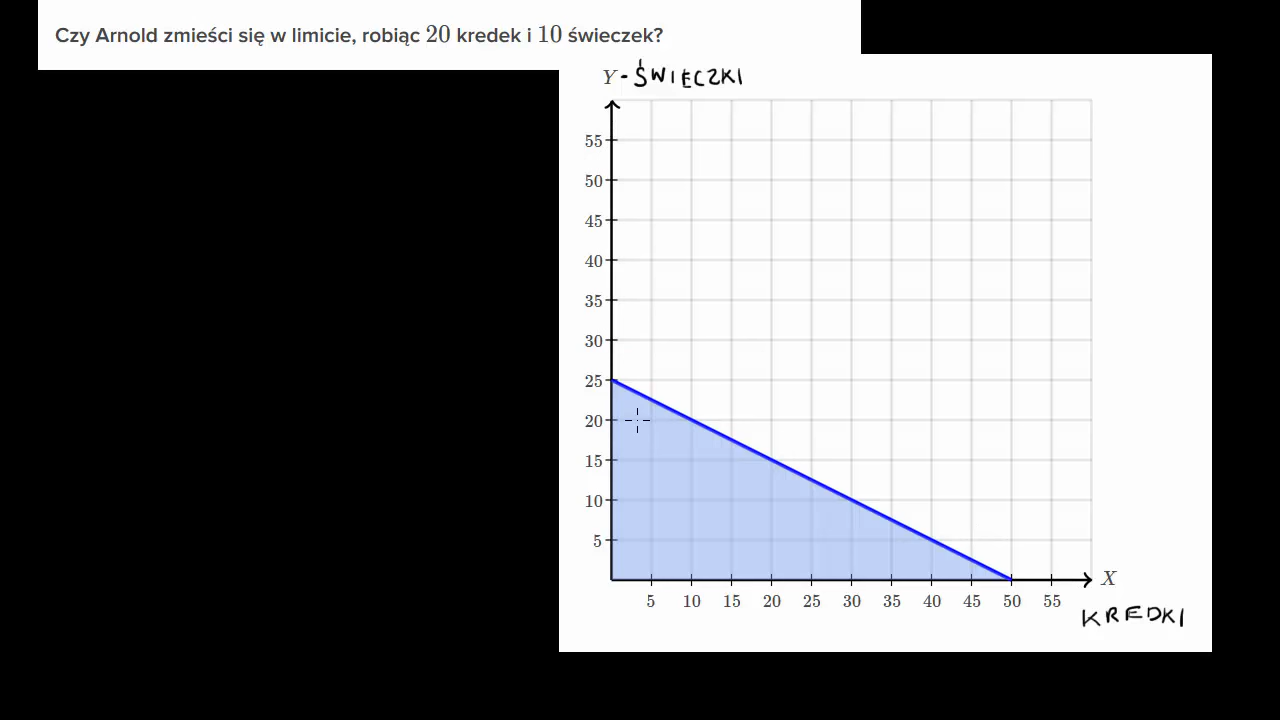 Czy Arnold zmieści się w limicie, robiąc 20 kredek i 10 świeczek?
Y - ŚWIECZKI
55
50
45
40
35
30
25
20
15
10
5
X
5 10 15 20 25 30 35 40 45 50 55
KREDKI